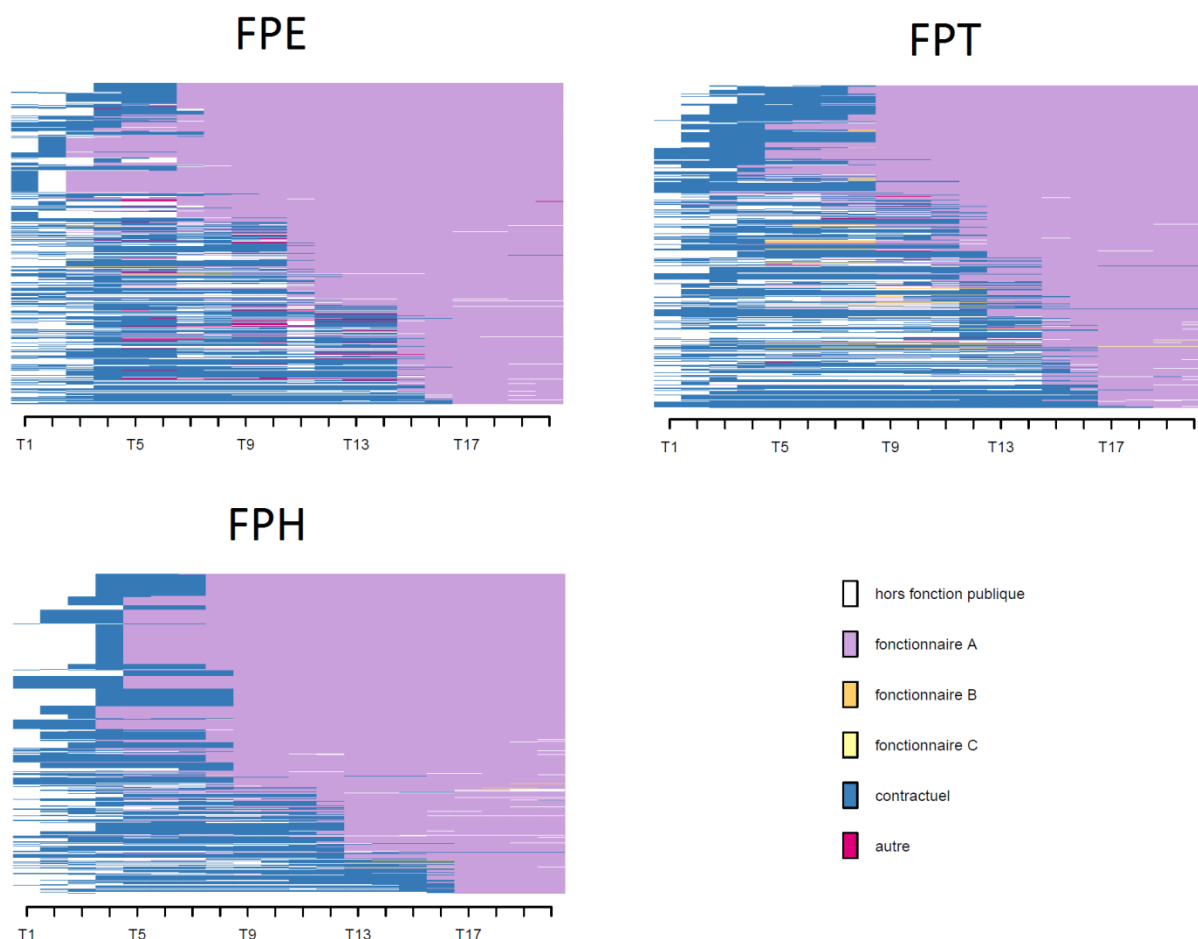 FPE
FPT
T1 T5 T9 T13 T17
T1 T5 T9 T13 T17
FPH
hors fonction publique
fonctionnaire A
fonctionnaire B
fonctionnaire C
contractuel
autre
T1 T5 T9 T13 T17